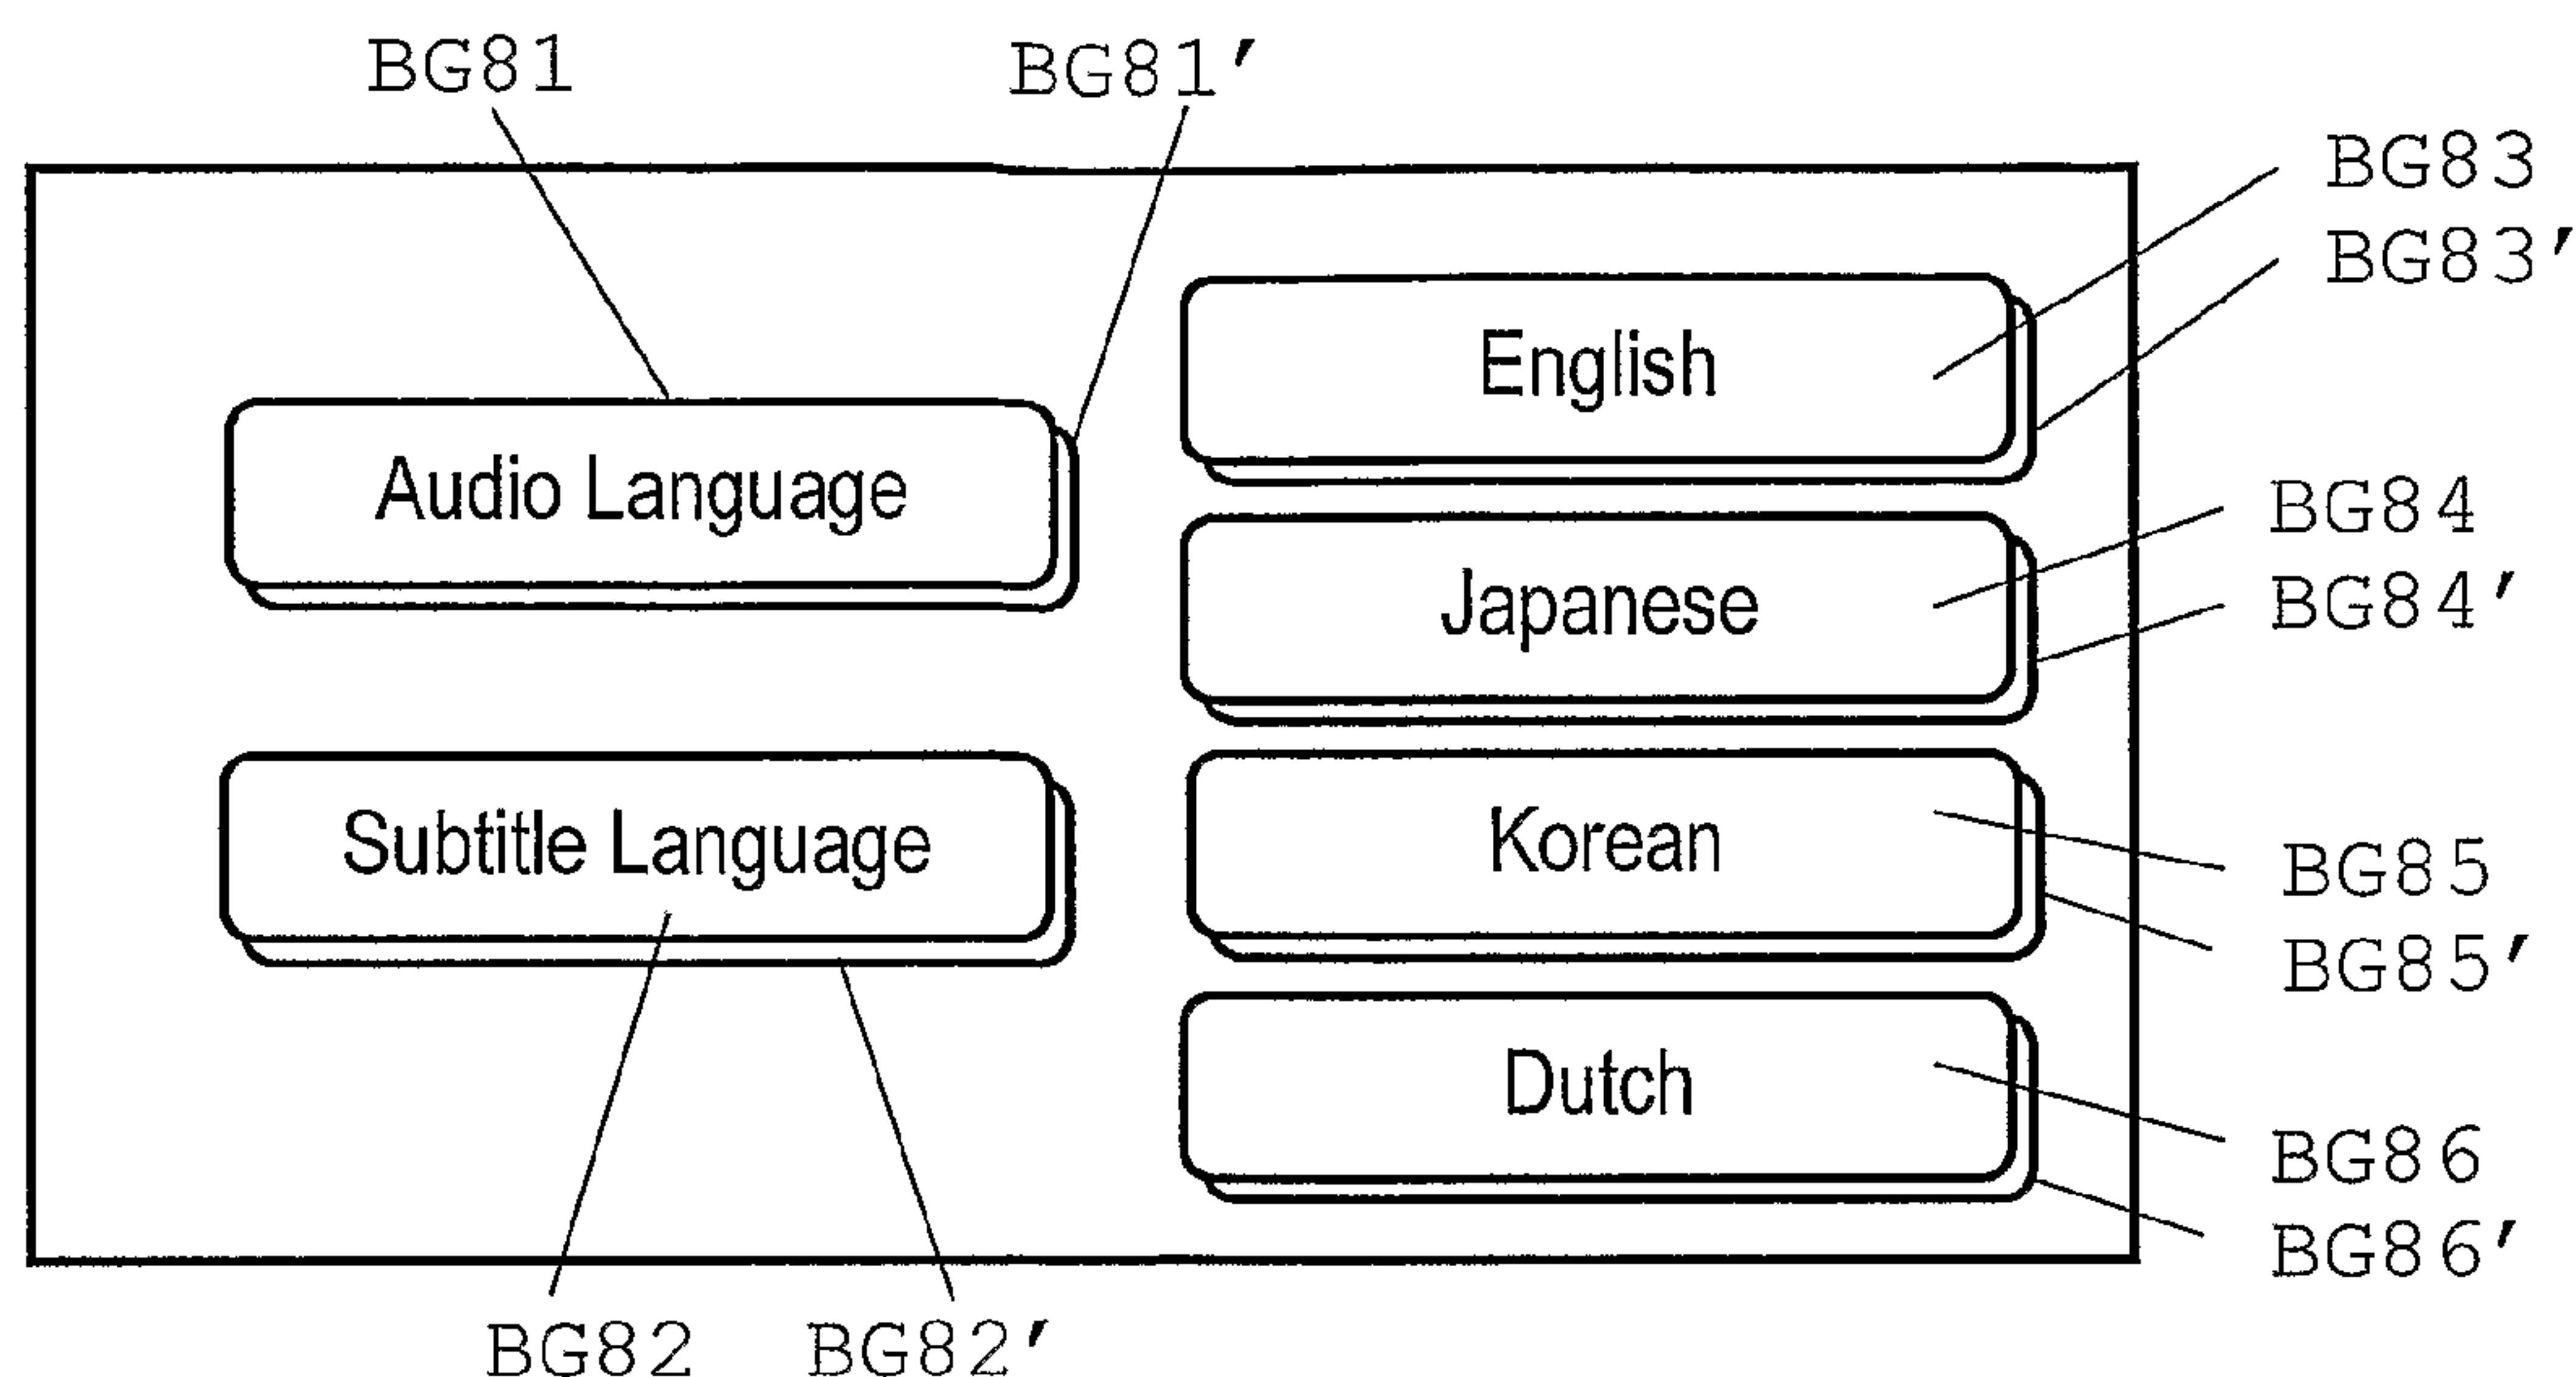 BG81
BG81'
BG83
BG83'
English
Audio Language
BG84
Japanese
BG84'
Subtitle Language
Korean
BG85
BG85'
Dutch
BG86
BG86'
BG82
BG82'